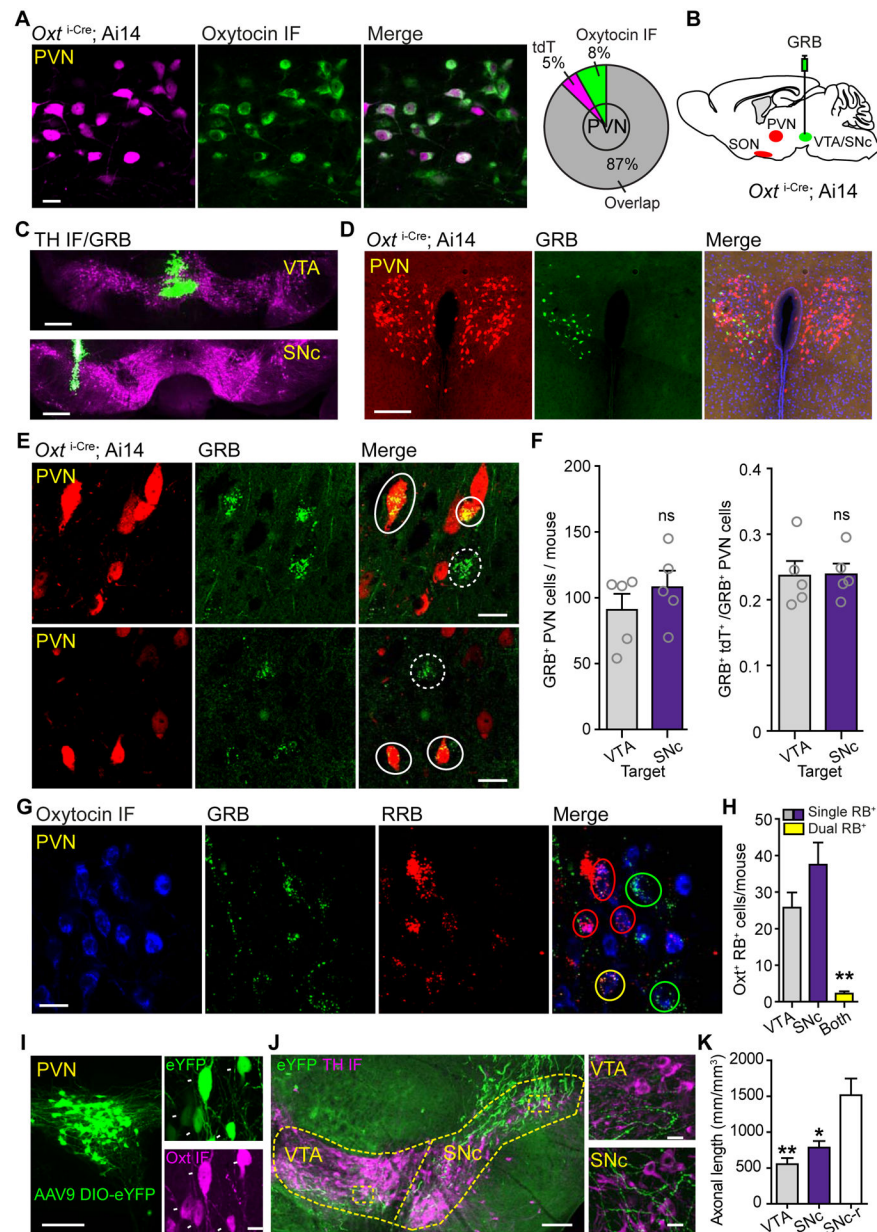 A
Oxt i-Cre; Ai14
Oxytocin IF
Merge
PVN
tdT
5%
Oxytocin IF
8%
PVN
87%
Overlap
B
GRB
PVN
SON
VTA/SNc
Oxt i-Cre; Ai14
C
TH IF/GRB
VTA
SNc
D
Oxt i-Cre; Ai14
GRB
Merge
PVN
E
Oxt i-Cre; Ai14
GRB
Merge
PVN
PVN
F
GRB+ PVN cells / mouse
200
150
100
50
0
ns
VTA
SNc
Target
GRB+ tdT+ /GRB+ PVN cells
0.4
0.3
0.2
0.1
0
ns
VTA
SNc
Target
G
Oxytocin IF
GRB
RRB
Merge
PVN
H
Single RB+
Dual RB+
Oxt+ RB+ cells/mouse
50
40
30
20
10
0
**
VTA
SNc
Both
I
PVN
AAV9 DIO-eYFP
eYFP
Oxt IF
J
eYFP TH IF
VTA
SNc
VTA
SNc
K
Axonal length (mm/mm³)
2000
1500
1000
500
0
**
*
VTA
SNc
SNc-r